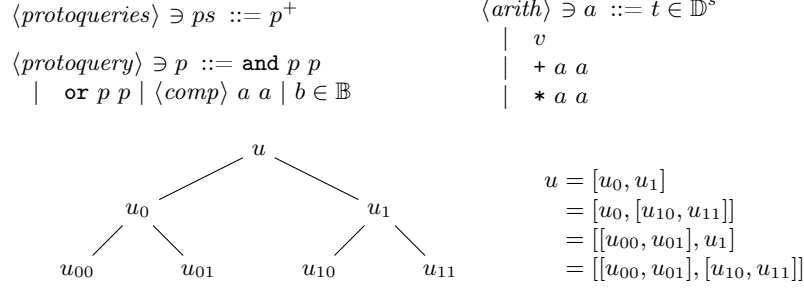 ⟨protoqueries⟩ ∋ ps ::= p⁺
⟨protoquery⟩ ∋ p ::= and p p
| or p p | ⟨comp⟩ a a | b ∈ 𝔹
⟨arith⟩ ∋ a ::= t ∈ 𝔻ˢ
| v
| + a a
| * a a
u
u₀ u₁
u₀₀ u₀₁ u₁₀ u₁₁
u = [u₀, u₁]
= [u₀, [u₁₀, u₁₁]]
= [[u₀₀, u₀₁], u₁]
= [[u₀₀, u₀₁], [u₁₀, u₁₁]]